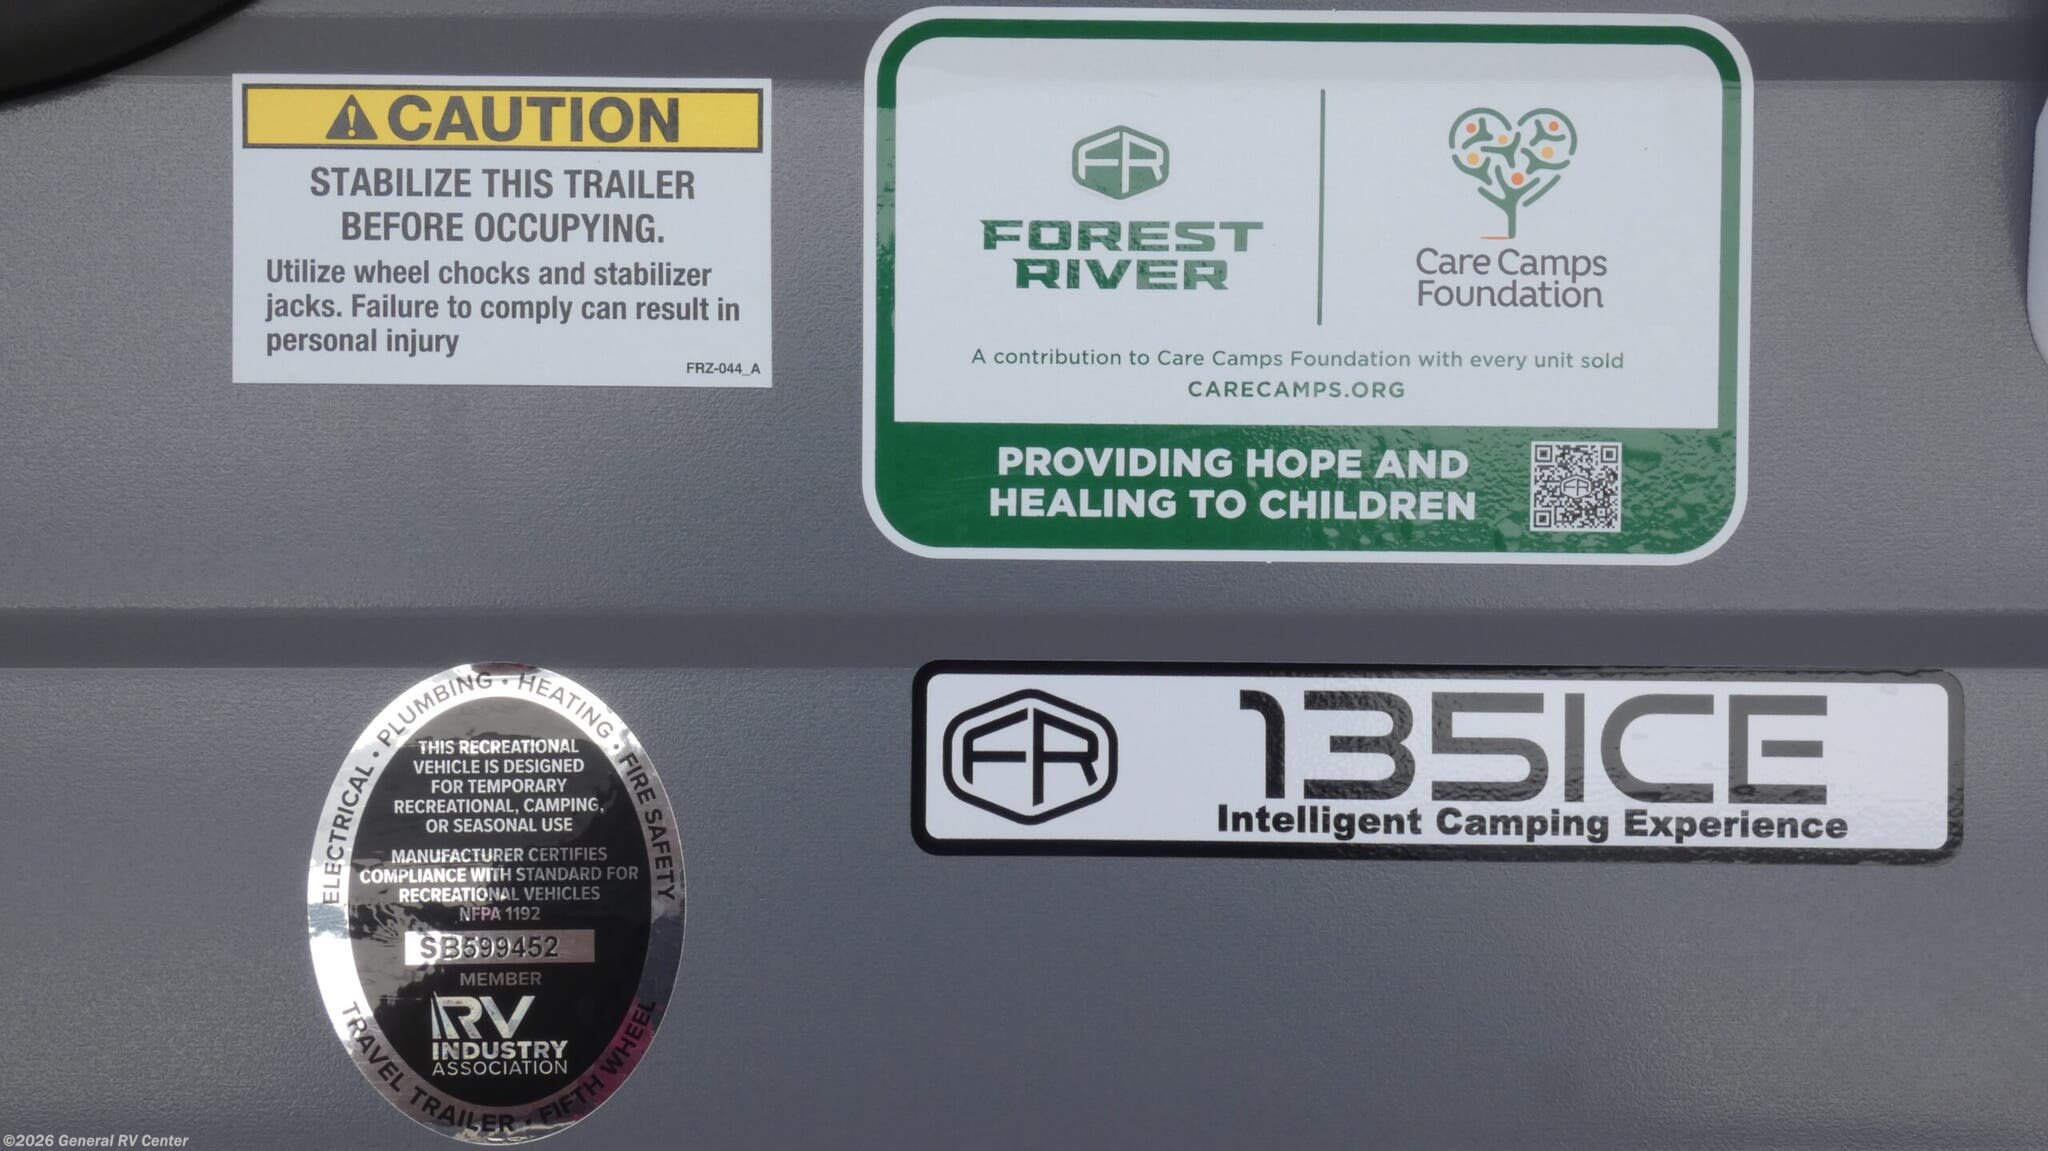 CAUTION
STABILIZE THIS TRAILER
BEFORE OCCUPYING.
Utilize wheel chocks and stabilizer
jacks. Failure to comply can result in
personal injury
FRZ-044_A
FR
FOREST
RIVER
Care Camps
Foundation
A contribution to Care Camps Foundation with every unit sold
CARECAMPS.ORG
PROVIDING HOPE AND
HEALING TO CHILDREN
FR
ELECTRICAL • PLUMBING • HEATING • FIRE SAFETY
THIS RECREATIONAL
VEHICLE IS DESIGNED
FOR TEMPORARY
RECREATIONAL, CAMPING,
OR SEASONAL USE
MANUFACTURER CERTIFIES
COMPLIANCE WITH STANDARD FOR
RECREATIONAL VEHICLES
NFPA 1192
SB599452
MEMBER
RV
INDUSTRY
ASSOCIATION
TRAVEL TRAILER • FIFTH WHEEL
FR
135ICE
Intelligent Camping Experience
©2026 General RV Center